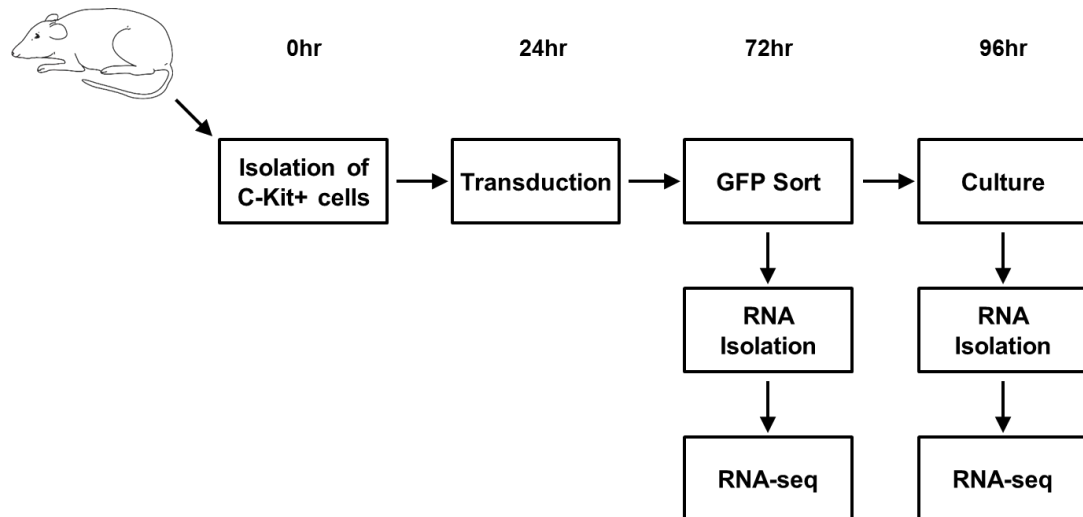 0hr
24hr
72hr
96hr
Isolation of
C-Kit+ cells
Transduction
GFP Sort
Culture
RNA
Isolation
RNA
Isolation
RNA-seq
RNA-seq